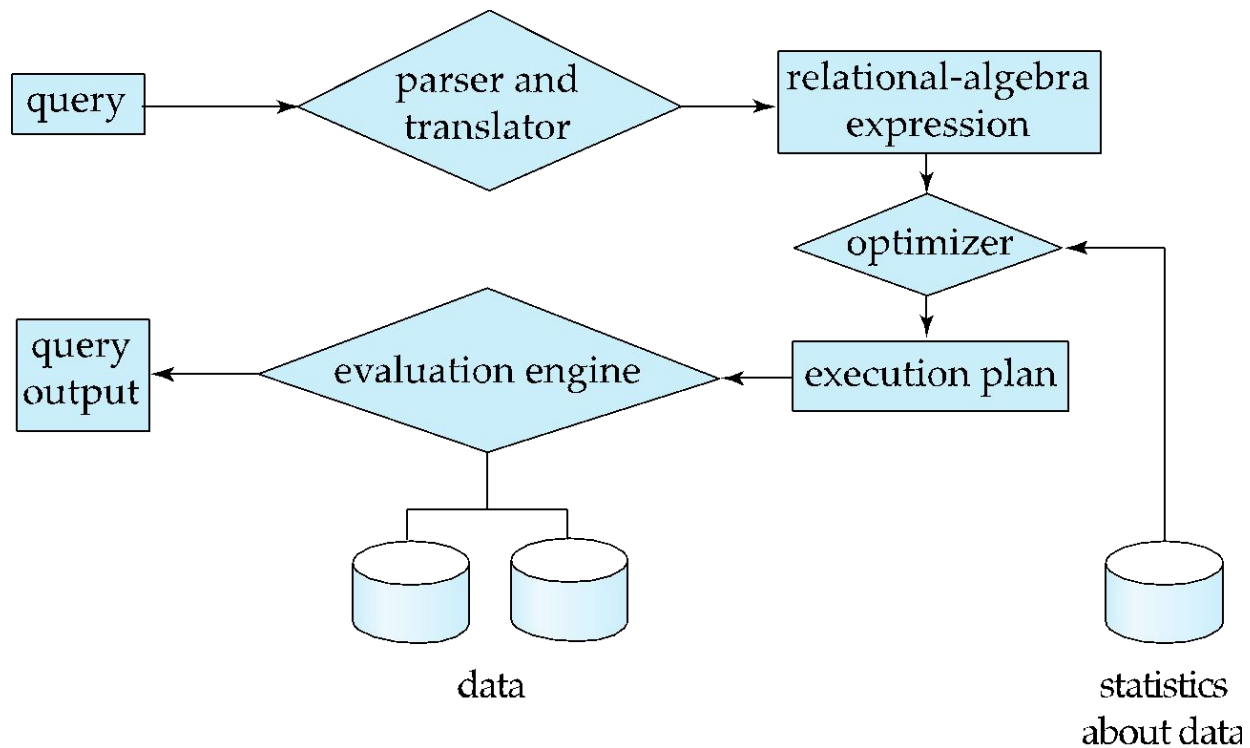 query
parser and
translator
relational-algebra
expression
optimizer
query
output
evaluation engine
execution plan
data
statistics
about data